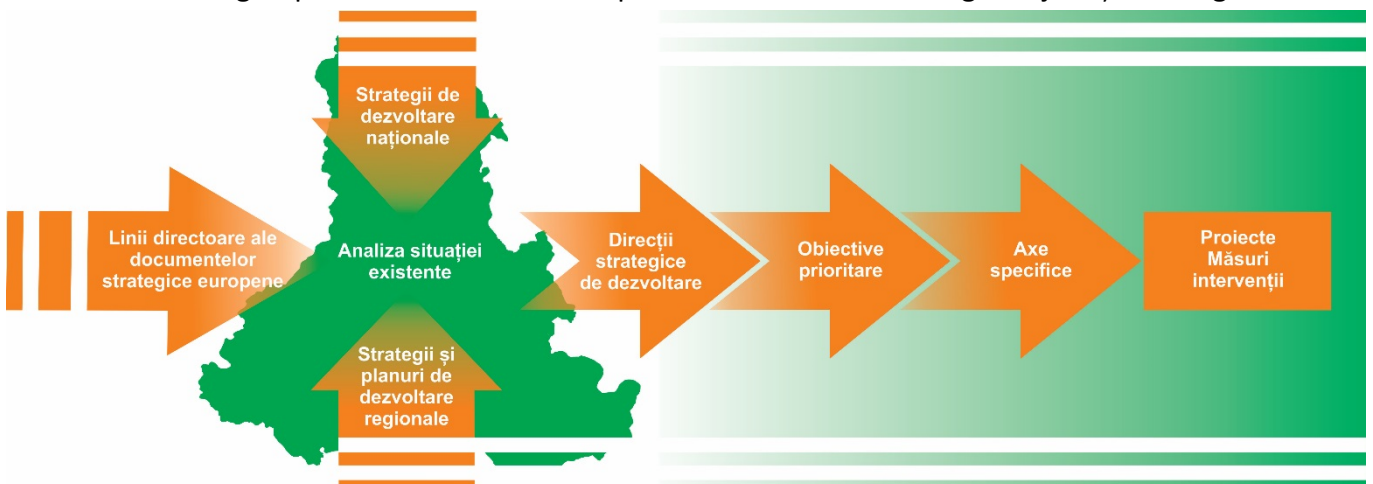 Strategii de
dezvoltare
naționale
Linii directoare ale
documentelor
strategice europene
Analiza situației
existente
Strategii și
planuri de
dezvoltare
regionale
Direcții
strategice
de dezvoltare
Obiective
prioritare
Axe
specifice
Proiecte
Măsuri
intervenții